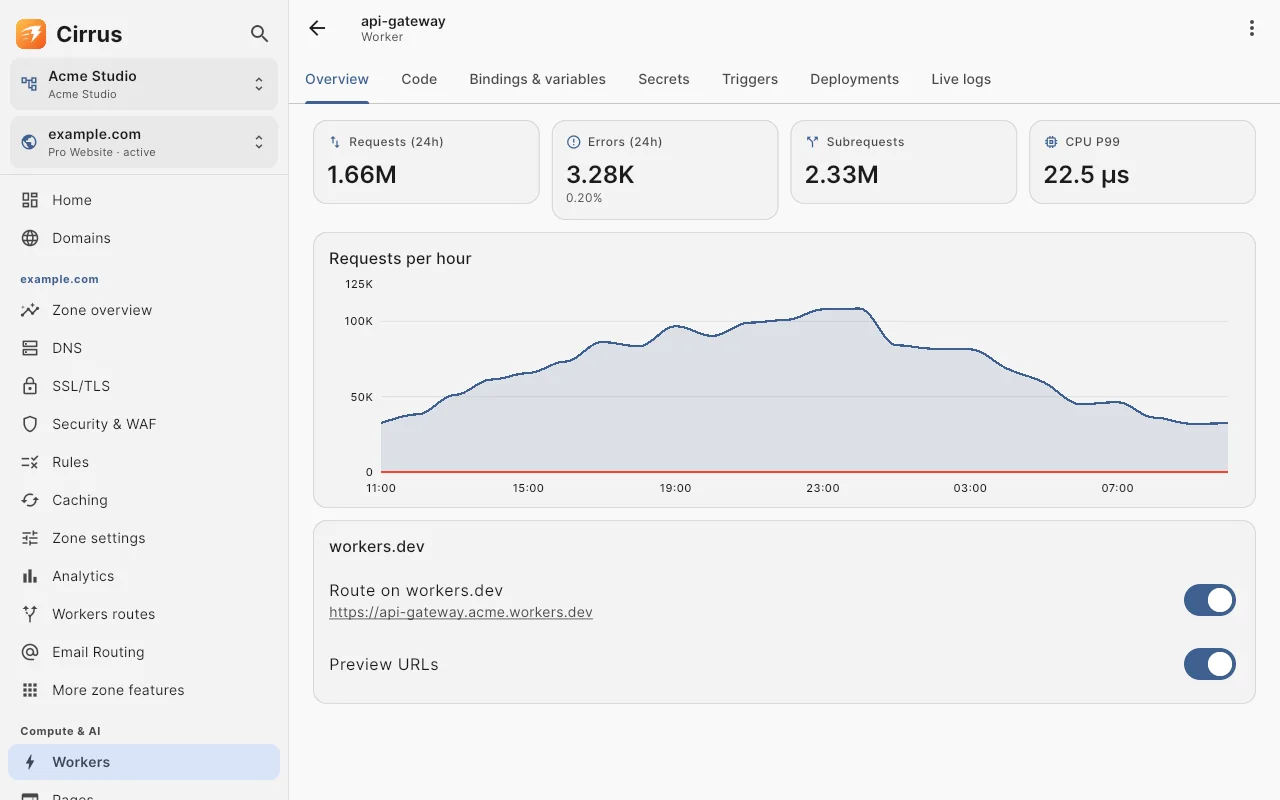 Cirrus
Acme Studio
Acme Studio
example.com
Pro Website · active
Home
Domains
example.com
Zone overview
DNS
SSL/TLS
Security & WAF
Rules
Caching
Zone settings
Analytics
Workers routes
Email Routing
More zone features
Compute & AI
Workers
Pages
api-gateway
Worker
Overview
Code
Bindings & variables
Secrets
Triggers
Deployments
Live logs
Requests (24h)
1.66M
Errors (24h)
3.28K
0.20%
Subrequests
2.33M
CPU P99
22.5 µs
Requests per hour
125K
100K
50K
0
11:00
15:00
19:00
23:00
03:00
07:00
workers.dev
Route on workers.dev
https://api-gateway.acme.workers.dev
Preview URLs